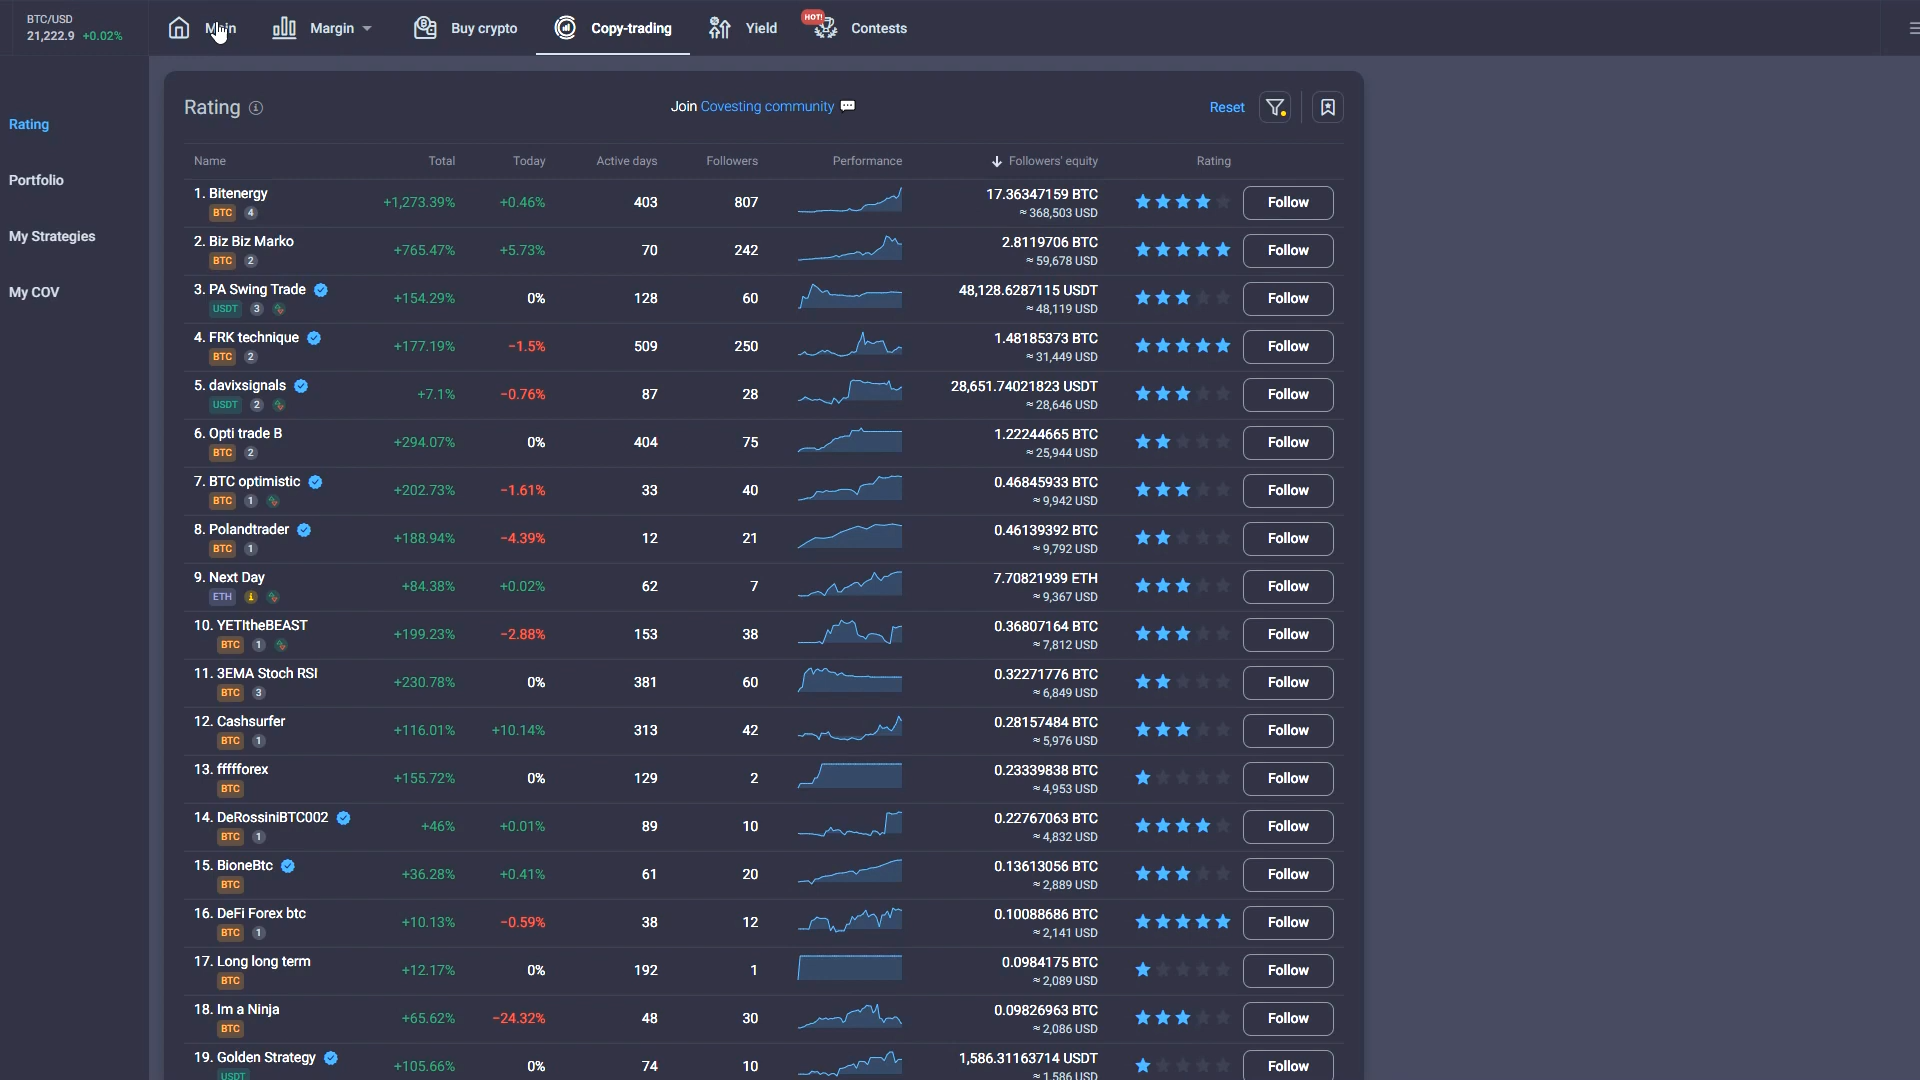 BTC/USD
21,222.9 +0.02%
Main
Margin
Buy crypto
Copy-trading
Yield
HOT!
Contests
Rating
Portfolio
My Strategies
My COV
Rating
Join Covesting community
Reset
Name Total Today Active days Followers Performance Followers' equity Rating
1. Bitenergy +1,273.39% +0.46% 403 807 17.36347159 BTC Follow
BTC 4 ≈ 368,503 USD
2. Biz Biz Marko +765.47% +5.73% 70 242 2.8119706 BTC Follow
BTC 2 ≈ 59,678 USD
3. PA Swing Trade +154.29% 0% 128 60 48,128.6287115 USDT Follow
USDT 3 ≈ 48,119 USD
4. FRK technique +177.19% −1.5% 509 250 1.48185373 BTC Follow
BTC 2 ≈ 31,449 USD
5. davixsignals +7.1% −0.76% 87 28 28,651.74021823 USDT Follow
USDT 2 ≈ 28,646 USD
6. Opti trade B +294.07% 0% 404 75 1.22244665 BTC Follow
BTC 2 ≈ 25,944 USD
7. BTC optimistic +202.73% −1.61% 33 40 0.46845933 BTC Follow
BTC 1 ≈ 9,942 USD
8. Polandtrader +188.94% −4.39% 12 21 0.46139392 BTC Follow
BTC 1 ≈ 9,792 USD
9. Next Day +84.38% +0.02% 62 7 7.70821939 ETH Follow
ETH ≈ 9,367 USD
10. YETItheBEAST +199.23% −2.88% 153 38 0.36807164 BTC Follow
BTC 1 ≈ 7,812 USD
11. 3EMA Stoch RSI +230.78% 0% 381 60 0.32271776 BTC Follow
BTC 3 ≈ 6,849 USD
12. Cashsurfer +116.01% +10.14% 313 42 0.28157484 BTC Follow
BTC 1 ≈ 5,976 USD
13. ffffforex +155.72% 0% 129 2 0.23339838 BTC Follow
BTC ≈ 4,953 USD
14. DeRossiniBTC002 +46% +0.01% 89 10 0.22767063 BTC Follow
BTC 1 ≈ 4,832 USD
15. BioneBtc +36.28% +0.41% 61 20 0.13613056 BTC Follow
BTC ≈ 2,889 USD
16. DeFi Forex btc +10.13% −0.59% 38 12 0.10088686 BTC Follow
BTC 1 ≈ 2,141 USD
17. Long long term +12.17% 0% 192 1 0.0984175 BTC Follow
BTC ≈ 2,089 USD
18. Im a Ninja +65.62% −24.32% 48 30 0.09826963 BTC Follow
BTC ≈ 2,086 USD
19. Golden Strategy +105.66% 0% 74 10 1,586.31163714 USDT Follow
USDT ≈ 1,586 USD